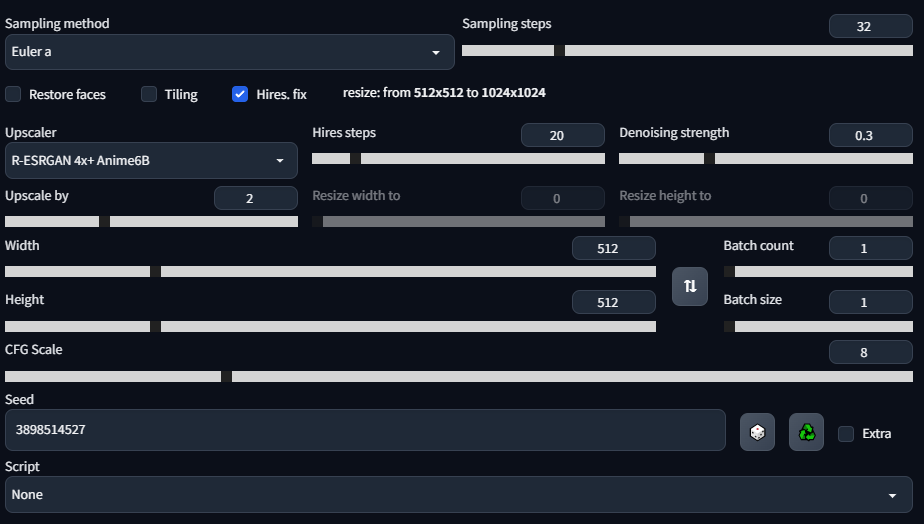 Sampling method
Sampling steps
32
Euler a
Restore faces
Tiling
Hires. fix
resize: from 512x512 to 1024x1024
Upscaler
Hires steps
20
Denoising strength
0.3
R-ESRGAN 4x+ Anime6B
Upscale by
2
Resize width to
0
Resize height to
0
Width
512
Batch count
1
Height
512
Batch size
1
CFG Scale
8
Seed
3898514527
Extra
Script
None